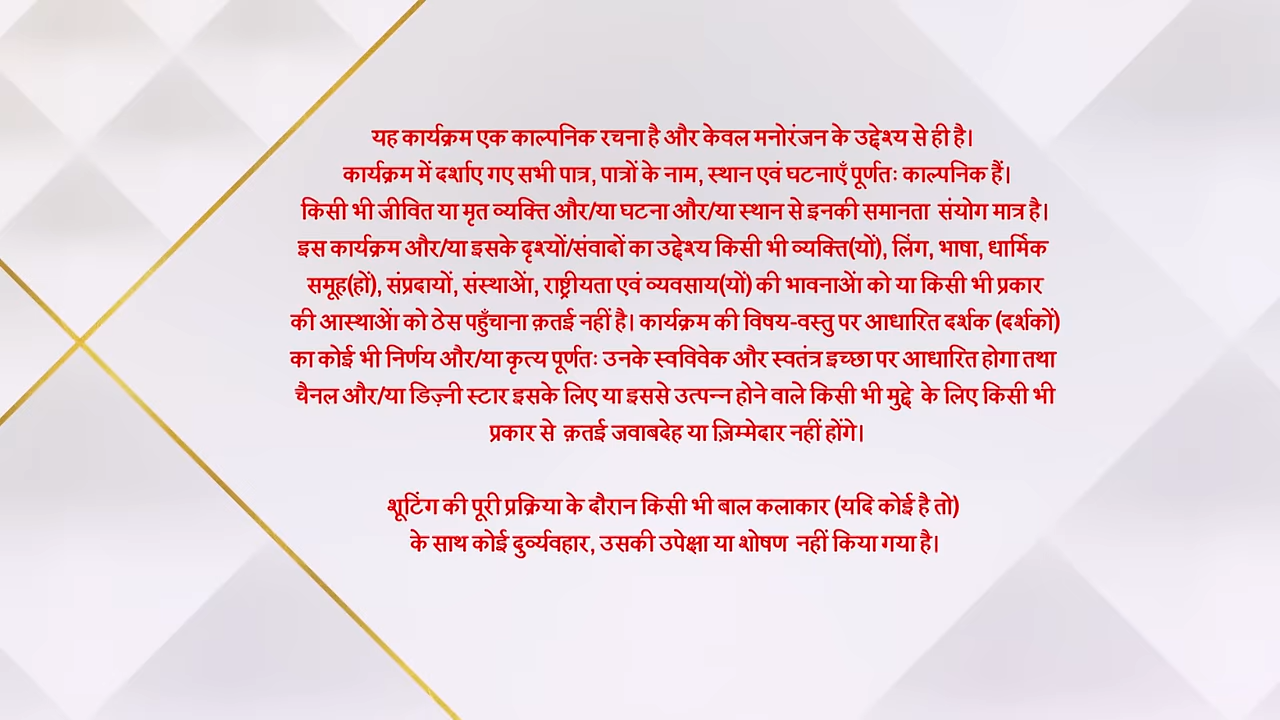 यह कार्यक्रम एक काल्पनिक रचना है और केवल मनोरंजन के उद्देश्य से ही है।
कार्यक्रम में दर्शाए गए सभी पात्र, पात्रों के नाम, स्थान एवं घटनाएँ पूर्णतः काल्पनिक हैं।
किसी भी जीवित या मृत व्यक्ति और/या घटना और/या स्थान से इनकी समानता संयोग मात्र है।
इस कार्यक्रम और/या इसके दृश्यों/संवादों का उद्देश्य किसी भी व्यक्ति(यों), लिंग, भाषा, धार्मिक
समूह(हों), संप्रदायों, संस्थाओं, राष्ट्रीयता एवं व्यवसाय(यों) की भावनाओं को या किसी भी प्रकार
की आस्थाओं को ठेस पहुँचाना क़तई नहीं है। कार्यक्रम की विषय-वस्तु पर आधारित दर्शक (दर्शकों)
का कोई भी निर्णय और/या कृत्य पूर्णतः उनके स्वविवेक और स्वतंत्र इच्छा पर आधारित होगा तथा
चैनल और/या डिज़्नी स्टार इसके लिए या इससे उत्पन्न होने वाले किसी भी मुद्दे के लिए किसी भी
प्रकार से क़तई जवाबदेह या ज़िम्मेदार नहीं होंगे।
शूटिंग की पूरी प्रक्रिया के दौरान किसी भी बाल कलाकार (यदि कोई है तो)
के साथ कोई दुर्व्यवहार, उसकी उपेक्षा या शोषण नहीं किया गया है।